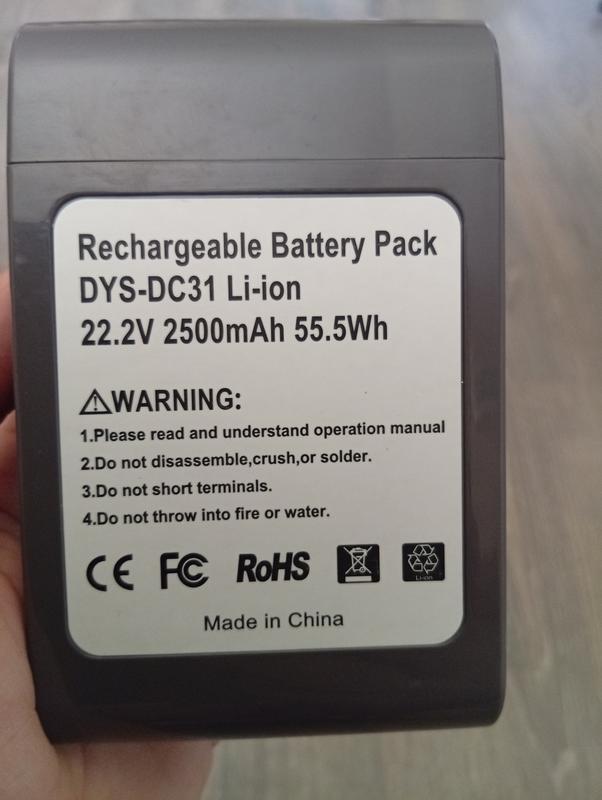 Rechargeable Battery Pack
DYS-DC31 Li-ion
22.2V 2500mAh 55.5Wh
WARNING:
1.Please read and understand operation manual
2.Do not disassemble,crush,or solder.
3.Do not short terminals.
4.Do not throw into fire or water.
CE FC RoHS
Li-ion
Made in China